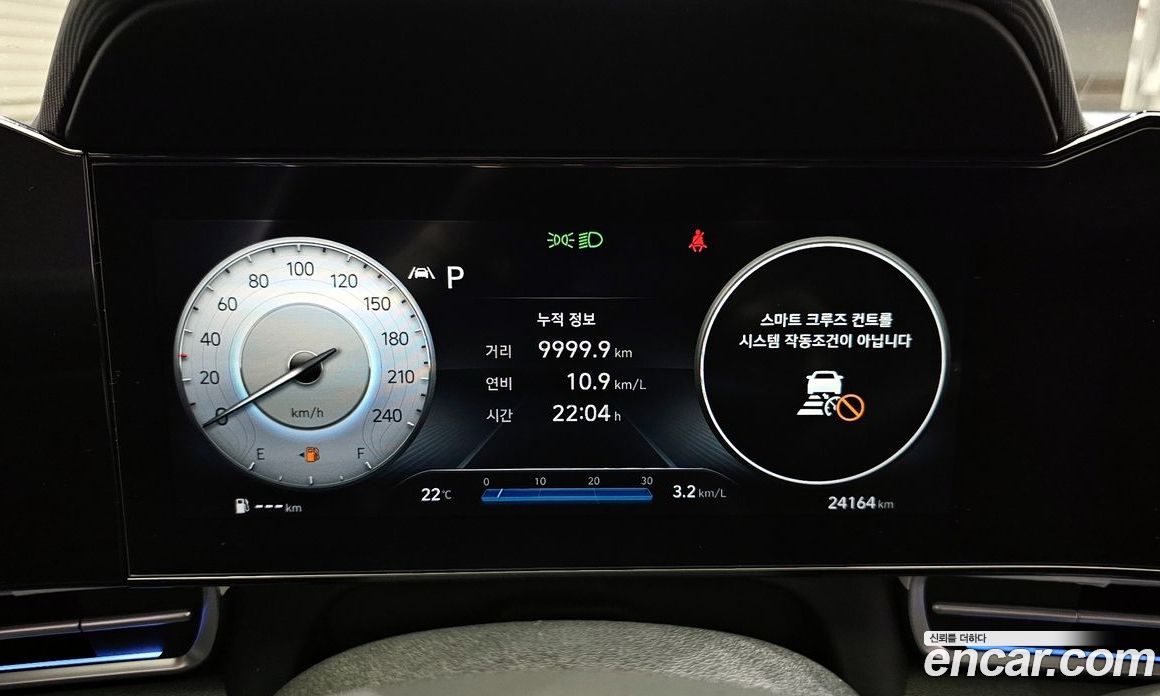 100
80 120
60 150
40 180
20 210
0 240
km/h
E F
--- km
P
누적 정보
거리 9999.9 km
연비 10.9 km/L
시간 22:04 h
0 10 20 30
22℃
3.2 km/L
스마트 크루즈 컨트롤
시스템 작동조건이 아닙니다
24164 km
신뢰를 더하다
encar.com